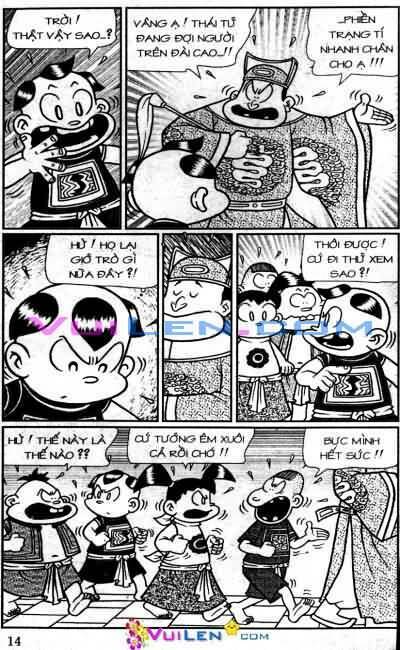 TRỜI !
THẬT VẬY SAO...?
VÂNG Ạ ! THÁI TỬ
ĐANG ĐỢI NGƯỜI
TRÊN ĐÀI CAO...!!
...PHIỀN
TRẠNG TÍ
NHANH CHÂN
CHO Ạ !!!
HỪ ! HỌ LẠI
GIỞ TRÒ GÌ
NỮA ĐÂY ?!
THÔI ĐƯỢC !
CỨ ĐI THỬ XEM
SAO ?!
VUILEN.COM
HỪ ! THẾ NÀY LÀ
THẾ NÀO ??
CỨ TƯỞNG ÊM XUÔI
CẢ RỒI CHỚ !!
BỰC MÌNH
HẾT SỨC !!
14
VUILEN.COM